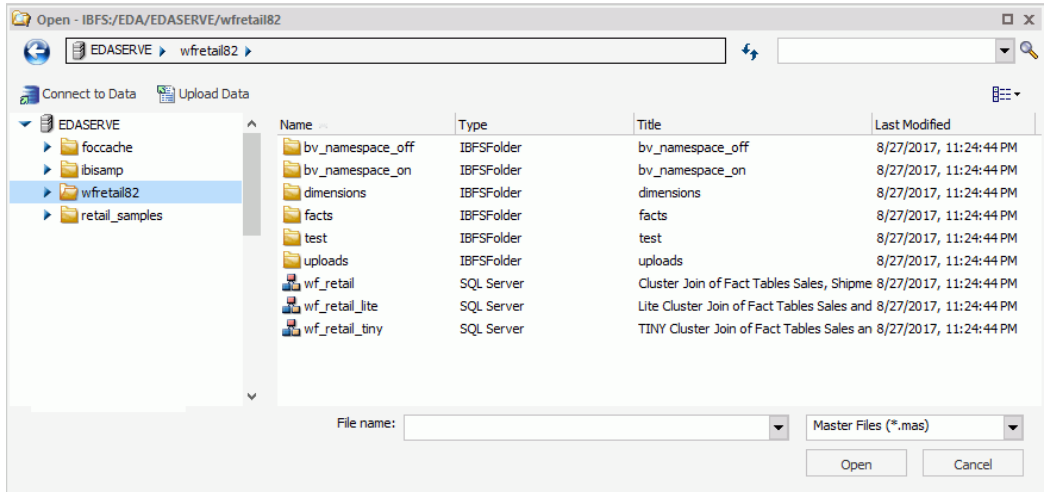 Open - IBFS:/EDA/EDASERVE/wfretail82
EDASERVE wfretail82
Connect to Data Upload Data
EDASERVE
foccache
ibisamp
wfretail82
retail_samples
Name Type Title Last Modified
bv_namespace_off IBFSFolder bv_namespace_off 8/27/2017, 11:24:44 PM
bv_namespace_on IBFSFolder bv_namespace_on 8/27/2017, 11:24:44 PM
dimensions IBFSFolder dimensions 8/27/2017, 11:24:44 PM
facts IBFSFolder facts 8/27/2017, 11:24:44 PM
test IBFSFolder test 8/27/2017, 11:24:44 PM
uploads IBFSFolder uploads 8/27/2017, 11:24:44 PM
wf_retail SQL Server Cluster Join of Fact Tables Sales, Shipme 8/27/2017, 11:24:44 PM
wf_retail_lite SQL Server Lite Cluster Join of Fact Tables Sales and 8/27/2017, 11:24:44 PM
wf_retail_tiny SQL Server TINY Cluster Join of Fact Tables Sales an 8/27/2017, 11:24:44 PM
File name: Master Files (*.mas)
Open Cancel